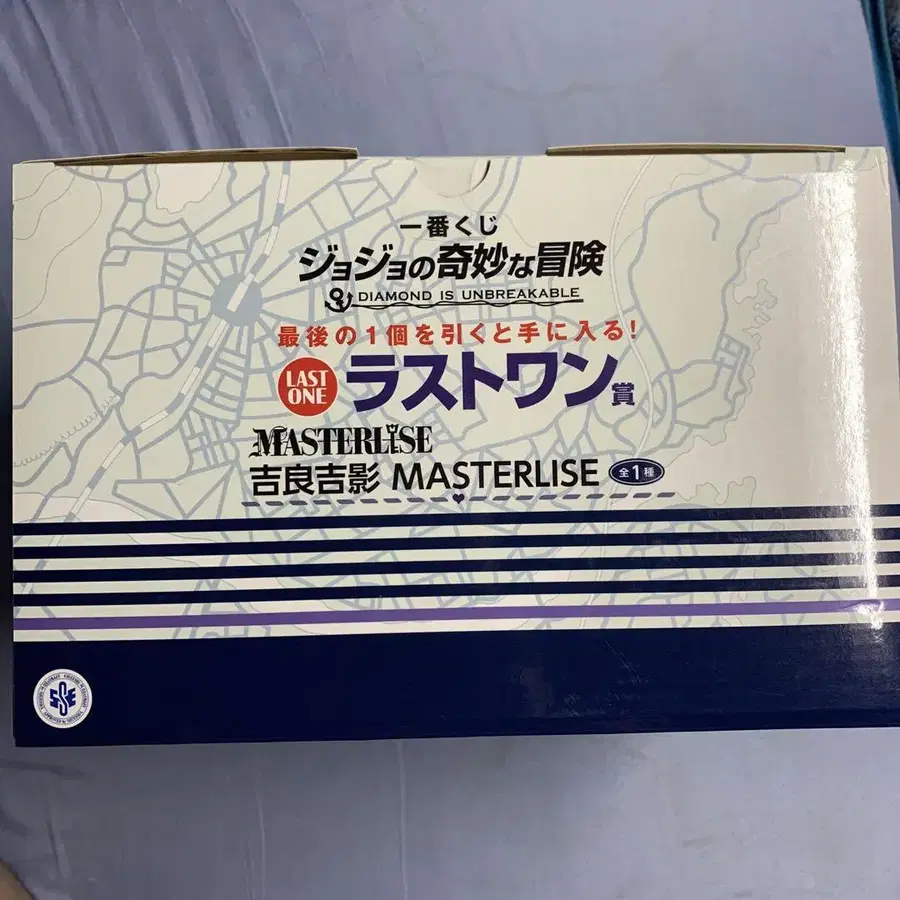 一番くじ
ジョジョの奇妙な冒険
DIAMOND IS UNBREAKABLE
最後の1個を引くと手に入る!
LAST ONE ラストワン賞
MASTERLISE
吉良吉影 MASTERLISE 全1種